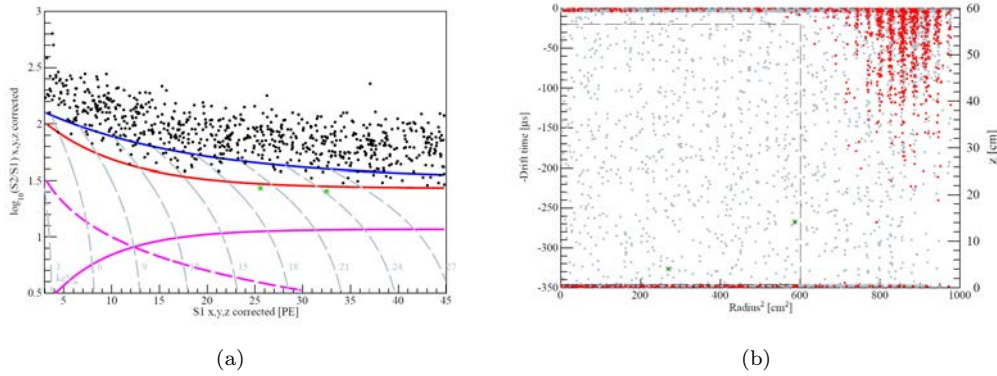 3
2.5
2
1.5
1
0.5
log10(S2/S1) x,y,z corrected
3 6 9 12 15 18 21 24 27
5 10 15 20 25 30 35 40 45
S1 x,y,z corrected [PE]
(a)
0
-50
-100
-150
-200
-250
-300
-350
-Drift time [µs]
60
50
40
30
20
10
0
z [cm]
0 200 400 600 800 1000
Radius² [cm²]
(b)